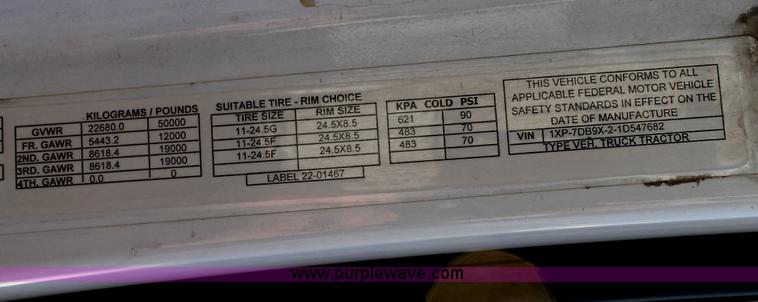 KILOGRAMS / POUNDS
GVWR 22680.0 50000
FR. GAWR 5443.2 12000
2ND. GAWR 8618.4 19000
3RD. GAWR 8618.4 19000
4TH. GAWR 0.0 0
SUITABLE TIRE - RIM CHOICE
TIRE SIZE RIM SIZE
11-24.5G 24.5X8.5
11-24.5F 24.5X8.5
11-24.5F 24.5X8.5
LABEL 22-01467
KPA COLD PSI
621 90
483 70
483 70
THIS VEHICLE CONFORMS TO ALL
APPLICABLE FEDERAL MOTOR VEHICLE
SAFETY STANDARDS IN EFFECT ON THE
DATE OF MANUFACTURE
VIN 1XP-7DB9X-2-1D547682
TYPE VEH. TRUCK TRACTOR
www.purplewave.com